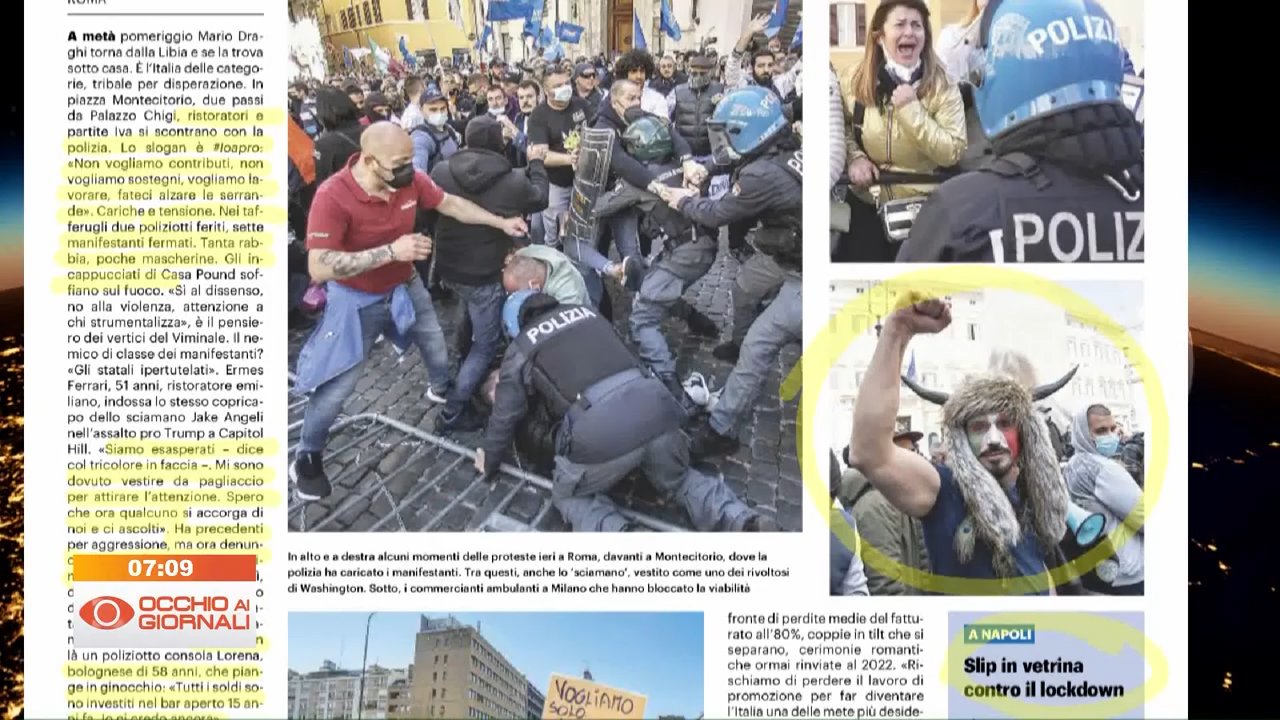 ROMA
A metà pomeriggio Mario Dra-
ghi torna dalla Libia e se la trova
sotto casa. È l'Italia delle catego-
rie, tribale per disperazione. In
piazza Montecitorio, due passi
da Palazzo Chigi, ristoratori e
partite Iva si scontrano con la
polizia. Lo slogan è #Ioapro:
«Non vogliamo contributi, non
vogliamo sostegni, vogliamo la-
vorare, fateci alzare le serran-
de». Cariche e tensione. Nei taf-
ferugli due poliziotti feriti, sette
manifestanti fermati. Tanta rab-
bia, poche mascherine. Gli in-
cappucciati di Casa Pound sof-
fiano sul fuoco. «Sì al dissenso,
no alla violenza, attenzione a
chi strumentalizza», è il pensie-
ro dei vertici del Viminale. Il ne-
mico di classe dei manifestanti?
«Gli statali ipertutelati». Ermes
Ferrari, 51 anni, ristoratore emi-
liano, indossa lo stesso coprica-
po dello sciamano Jake Angeli
nell'assalto pro Trump a Capitol
Hill. «Siamo esasperati – dice
col tricolore in faccia –. Mi sono
dovuto vestire da pagliaccio
per attirare l'attenzione. Spero
che ora qualcuno si accorga di
noi e ci ascolti». Ha precedenti
per aggressione, ma ora denun-
07:09
OCCHIO AI
GIORNALI
là un poliziotto consola Lorena,
bolognese di 58 anni, che pian-
ge in ginocchio: «Tutti i soldi so-
no investiti nel bar aperto 15 an-
ni fa. Io ci credo ancora».
POLIZIA
POLIZIA
POLIZ
In alto e a destra alcuni momenti delle proteste ieri a Roma, davanti a Montecitorio, dove la
polizia ha caricato i manifestanti. Tra questi, anche lo 'sciamano', vestito come uno dei rivoltosi
di Washington. Sotto, i commercianti ambulanti a Milano che hanno bloccato la viabilità
VOGLIAMO
SOLO
fronte di perdite medie del fattu-
rato all'80%, coppie in tilt che si
separano, cerimonie romanti-
che ormai rinviate al 2022. «Ri-
schiamo di perdere il lavoro di
promozione per far diventare
l'Italia una delle mete più deside-
A NAPOLI
Slip in vetrina
contro il lockdown